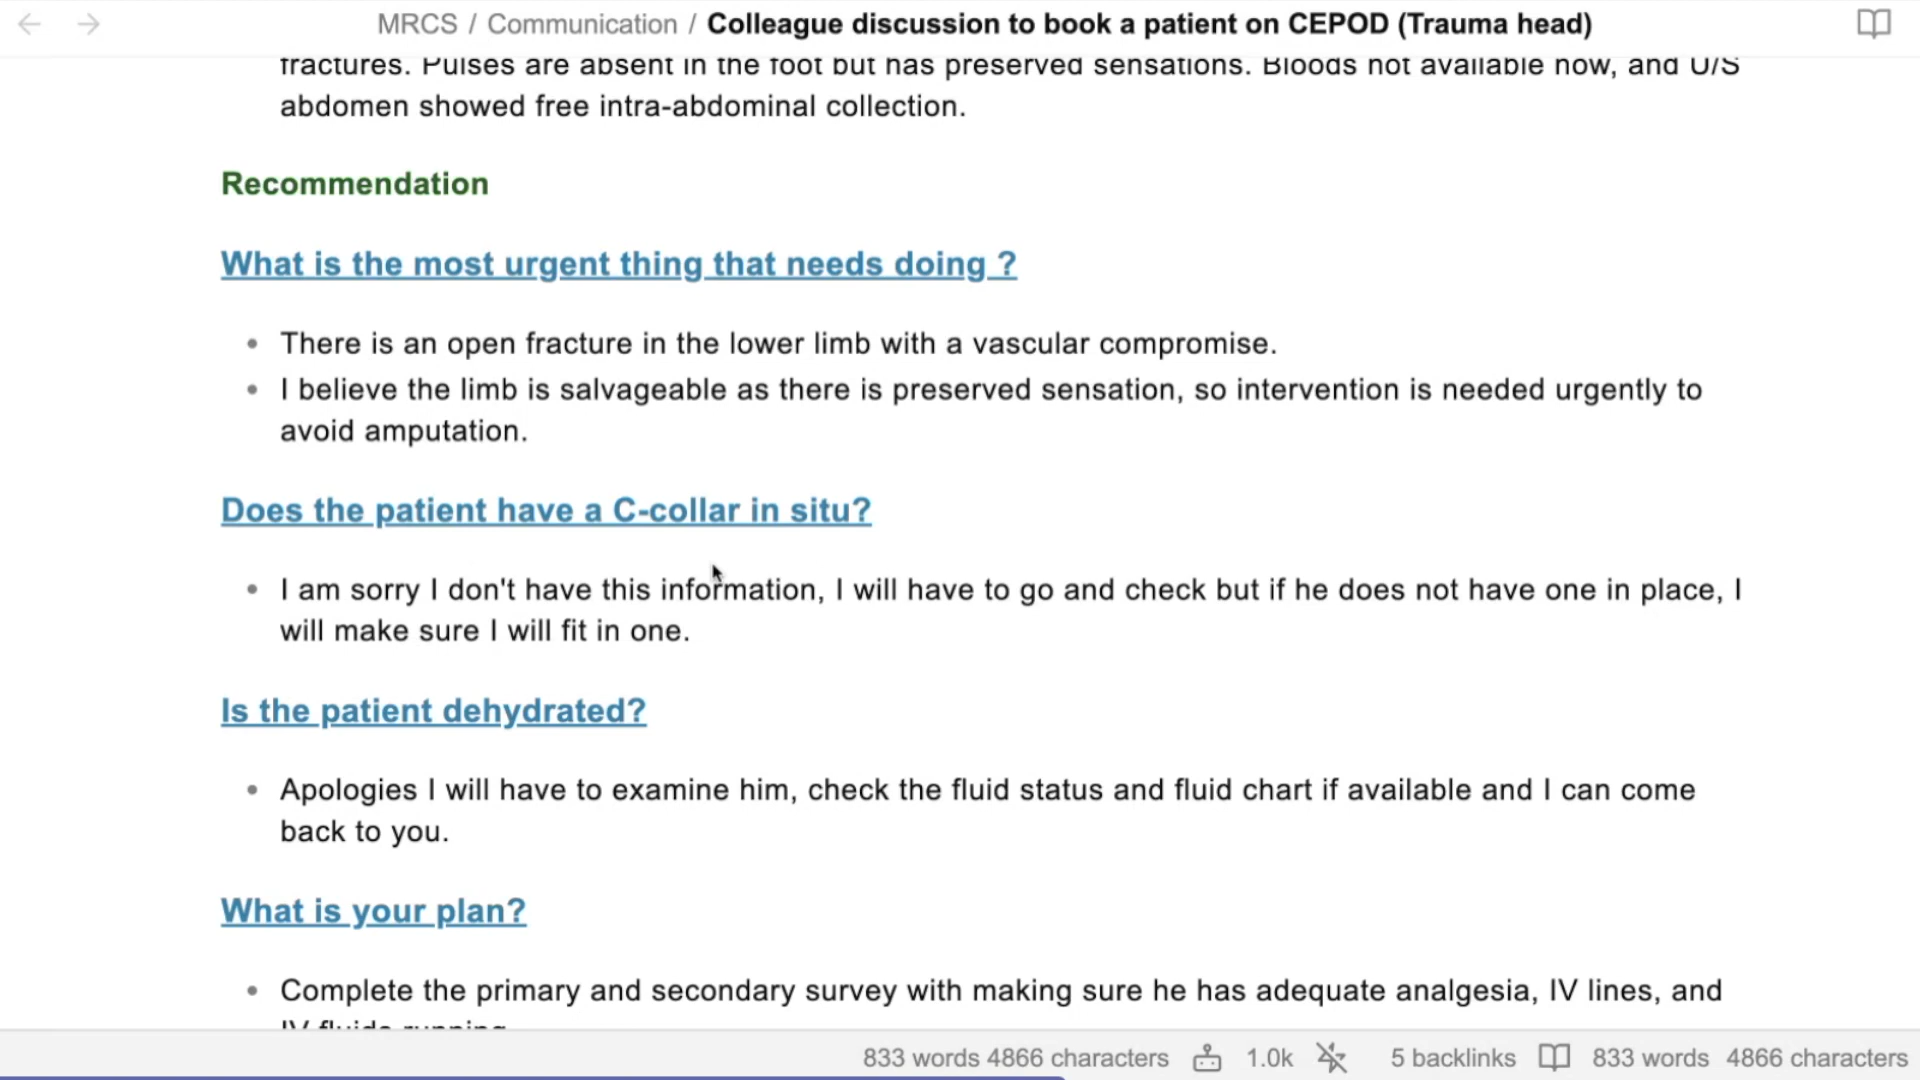 MRCS / Communication / Colleague discussion to book a patient on CEPOD (Trauma head)
fractures. Pulses are absent in the foot but has preserved sensations. Bloods not available now, and U/S
abdomen showed free intra-abdominal collection.
Recommendation
What is the most urgent thing that needs doing ?
• There is an open fracture in the lower limb with a vascular compromise.
• I believe the limb is salvageable as there is preserved sensation, so intervention is needed urgently to
avoid amputation.
Does the patient have a C-collar in situ?
• I am sorry I don't have this information, I will have to go and check but if he does not have one in place, I
will make sure I will fit in one.
Is the patient dehydrated?
• Apologies I will have to examine him, check the fluid status and fluid chart if available and I can come
back to you.
What is your plan?
• Complete the primary and secondary survey with making sure he has adequate analgesia, IV lines, and
IV fluids running
833 words 4866 characters 1.0k 5 backlinks 833 words 4866 characters